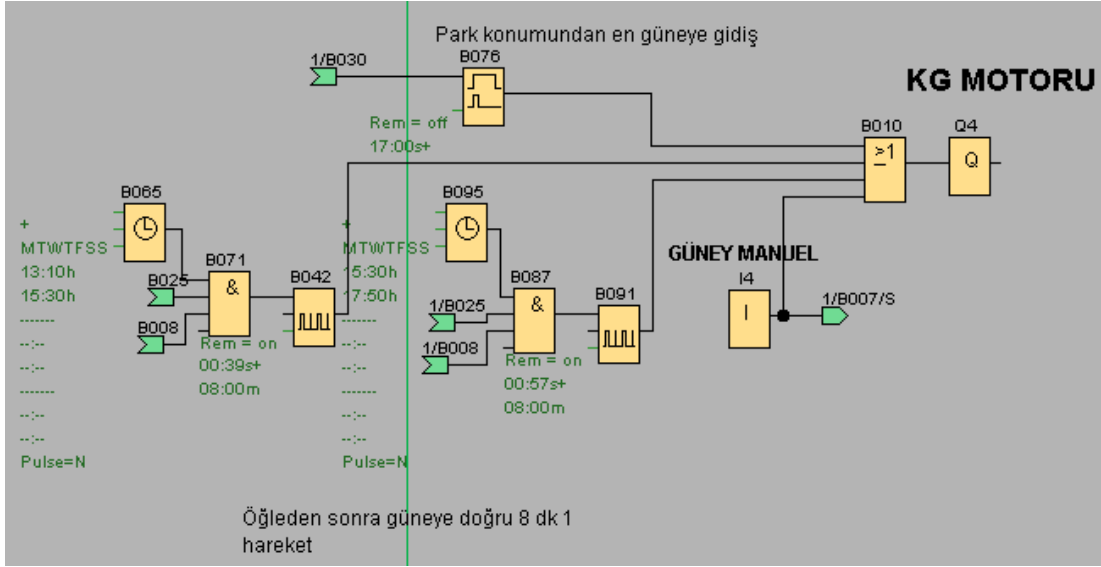 Park konumundan en güneye gidiş
1/B030
B076
KG MOTORU
Rem = off
17:00s+
B010
>1
Q4
Q
B065
+
MTWTFSS
13:10h
15:30h
-------
--:--
--:--
-------
--:--
--:--
Pulse=N
B071
&
B025
B008
B042
Rem = on
00:39s+
08:00m
B095
+
MTWTFSS
15:30h
17:50h
-------
--:--
--:--
-------
--:--
--:--
Pulse=N
B087
&
1/B025
1/B008
B091
Rem = on
00:57s+
08:00m
GÜNEY MANUEL
I4
I
1/B007/S
Öğleden sonra güneye doğru 8 dk 1
hareket